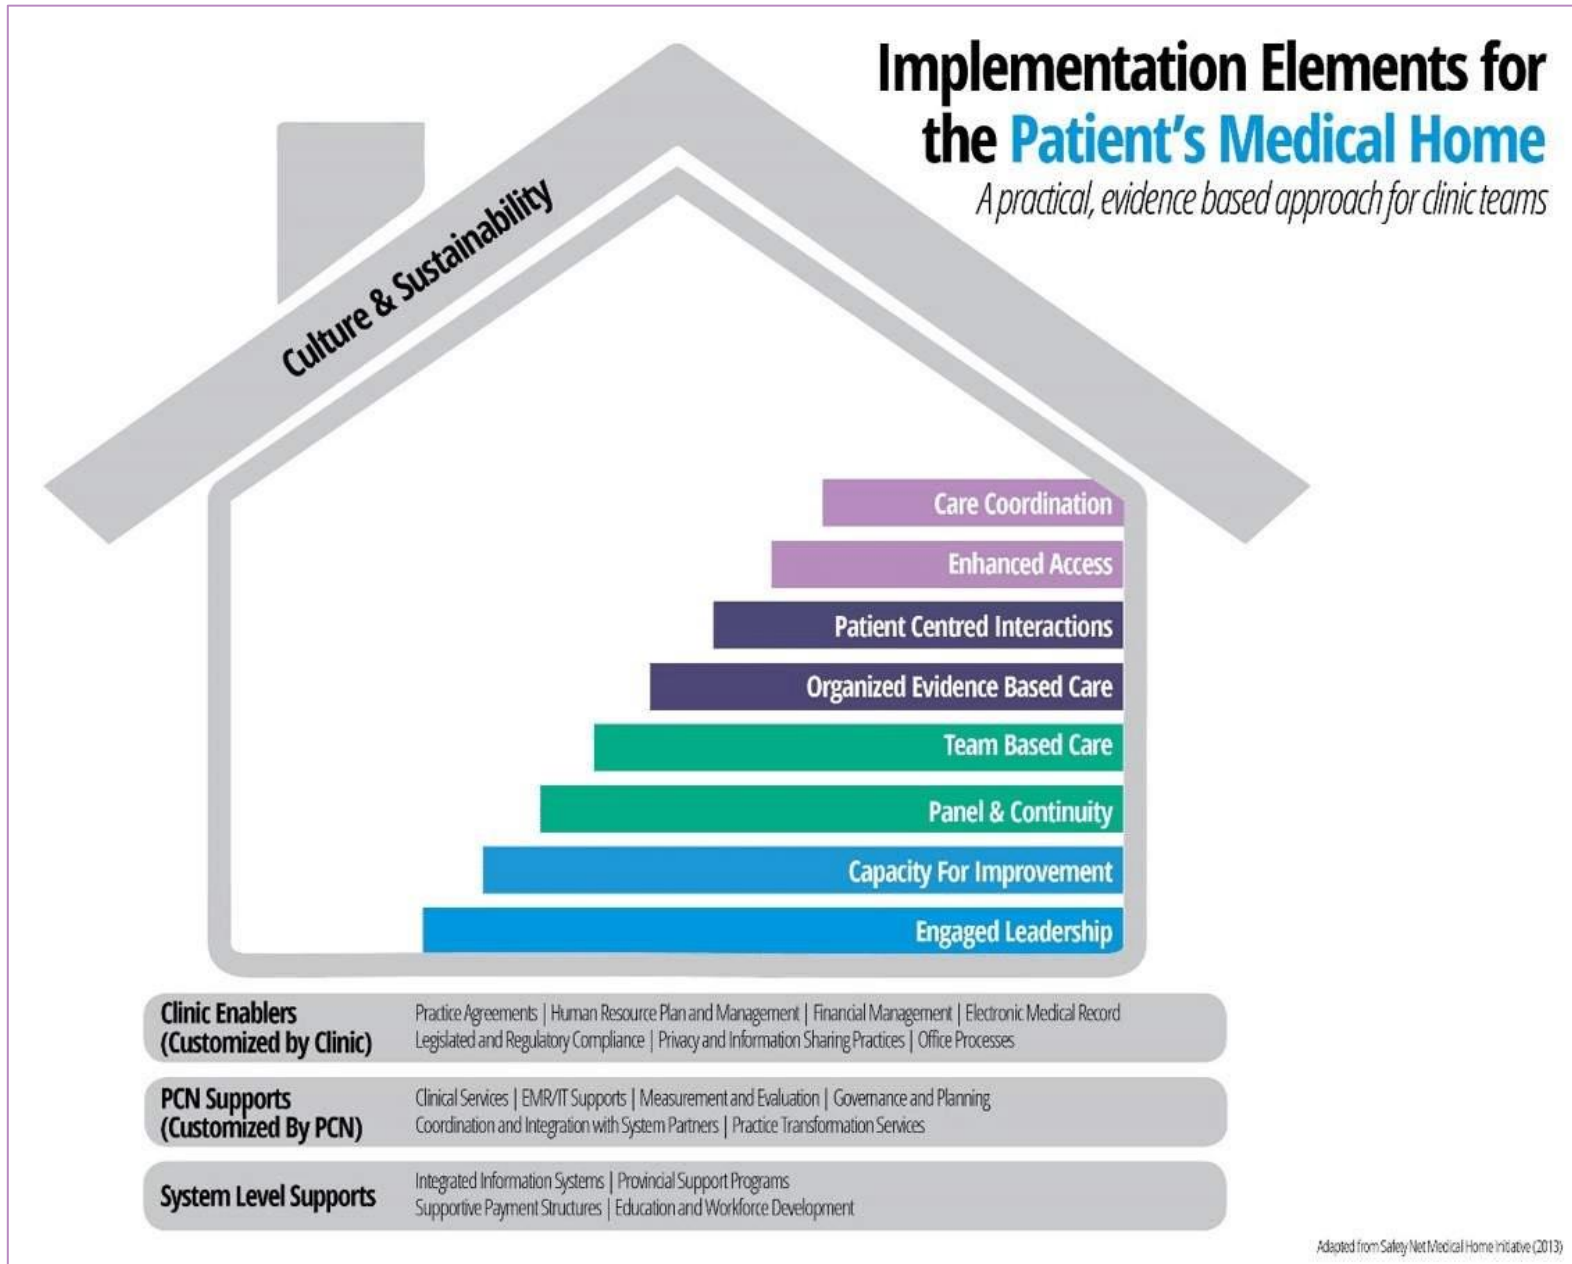 Implementation Elements for
the Patient's Medical Home
A practical, evidence based approach for clinic teams
Culture & Sustainability
Care Coordination
Enhanced Access
Patient Centred Interactions
Organized Evidence Based Care
Team Based Care
Panel & Continuity
Capacity For Improvement
Engaged Leadership
Clinic Enablers
(Customized by Clinic)
Practice Agreements | Human Resource Plan and Management | Financial Management | Electronic Medical Record
Legislated and Regulatory Compliance | Privacy and Information Sharing Practices | Office Processes
PCN Supports
(Customized By PCN)
Clinical Services | EMR/IT Supports | Measurement and Evaluation | Governance and Planning
Coordination and Integration with System Partners | Practice Transformation Services
System Level Supports
Integrated Information Systems | Provincial Support Programs
Supportive Payment Structures | Education and Workforce Development
Adapted from Safety Net Medical Home Initiative (2013)